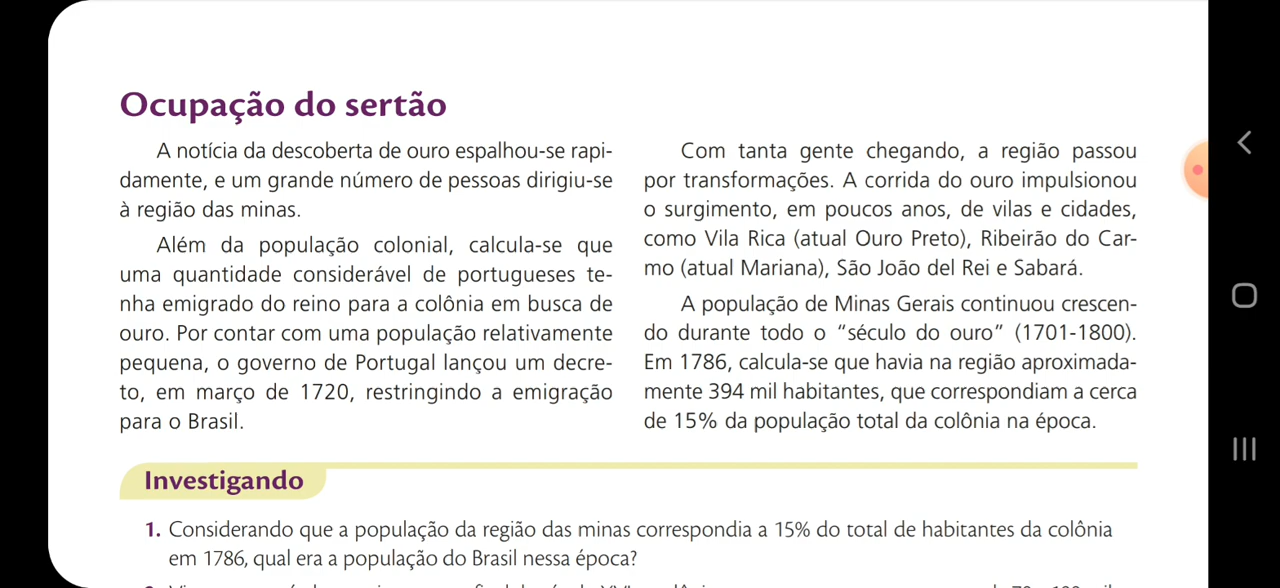 Ocupação do sertão
A notícia da descoberta de ouro espalhou-se rapi-
damente, e um grande número de pessoas dirigiu-se
à região das minas.
Além da população colonial, calcula-se que
uma quantidade considerável de portugueses te-
nha emigrado do reino para a colônia em busca de
ouro. Por contar com uma população relativamente
pequena, o governo de Portugal lançou um decre-
to, em março de 1720, restringindo a emigração
para o Brasil.
Com tanta gente chegando, a região passou
por transformações. A corrida do ouro impulsionou
o surgimento, em poucos anos, de vilas e cidades,
como Vila Rica (atual Ouro Preto), Ribeirão do Car-
mo (atual Mariana), São João del Rei e Sabará.
A população de Minas Gerais continuou crescen-
do durante todo o “século do ouro” (1701-1800).
Em 1786, calcula-se que havia na região aproximada-
mente 394 mil habitantes, que correspondiam a cerca
de 15% da população total da colônia na época.
Investigando
1. Considerando que a população da região das minas correspondia a 15% do total de habitantes da colônia
em 1786, qual era a população do Brasil nessa época?